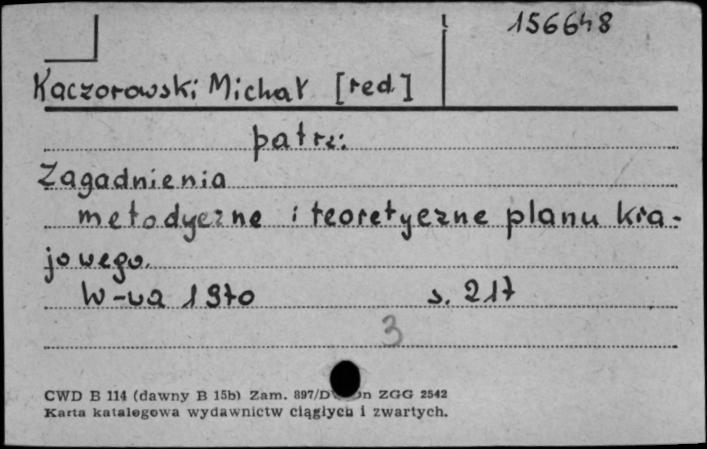 156648
Kaczorowski Michał [red]
patrz:
Zagadnienia
metodyczne i teoretyczne planu kra-
jowego.
W-wa 1970 s. 217
3
CWD B 114 (dawny B 15b) Zam. 897/D ZGG 2542
Karta katalogowa wydawnictw ciągłych i zwartych.